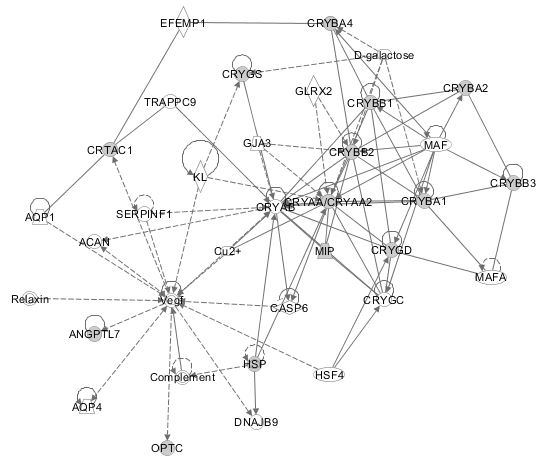 EFEMP1
CRYBA4
D-galactose
CRYGS
CRYBA2
GLRX2
TRAPPC9
CRYBB1
GJA3
MAF
CRTAC1
CRYBB2
KL
CRYBB3
CRYAB
CRYAA/CRYAA2
CRYBA1
AQP1
SERPINF1
ACAN
Cu2+
MIP
CRYGD
MAFA
Relaxin
Vegf
CASP6
CRYGC
ANGPTL7
HSP
HSF4
Complement
AQP4
DNAJB9
OPTC